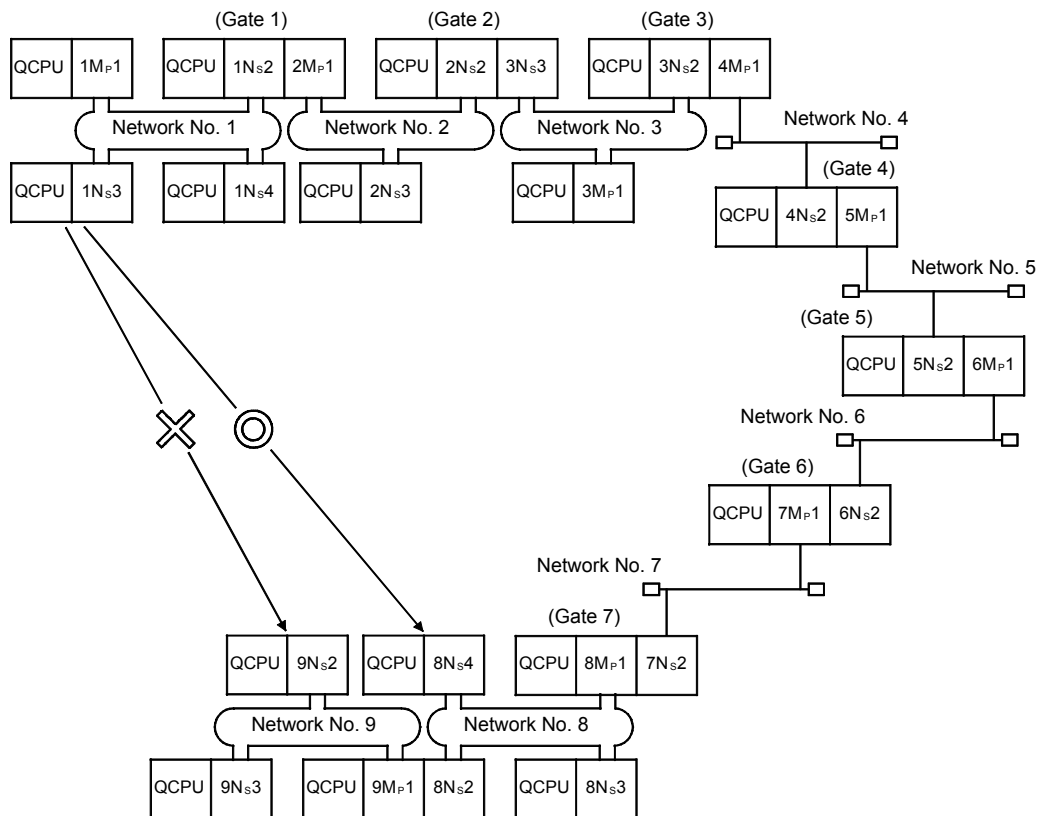 (Gate 1) (Gate 2) (Gate 3)
QCPU 1MP1 QCPU 1NS2 2MP1 QCPU 2NS2 3NS3 QCPU 3NS2 4MP1
Network No. 4
Network No. 1 Network No. 2 Network No. 3
(Gate 4)
QCPU 1NS3 QCPU 1NS4 QCPU 2NS3 QCPU 3MP1
QCPU 4NS2 5MP1
Network No. 5
(Gate 5)
QCPU 5NS2 6MP1
Network No. 6
(Gate 6)
QCPU 7MP1 6NS2
Network No. 7
(Gate 7)
QCPU 9NS2 QCPU 8NS4 QCPU 8MP1 7NS2
Network No. 9 Network No. 8
QCPU 9NS3 QCPU 9MP1 8NS2 QCPU 8NS3